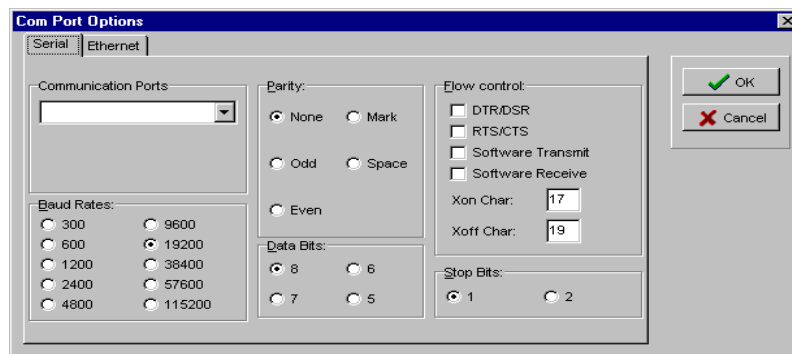 Com Port Options
Serial
Ethernet
Communication Ports
Baud Rates:
300
9600
600
19200
1200
38400
2400
57600
4800
115200
Parity:
None
Mark
Odd
Space
Even
Data Bits:
8
6
7
5
Flow control:
DTR/DSR
RTS/CTS
Software Transmit
Software Receive
Xon Char:
17
Xoff Char:
19
Stop Bits:
1
2
OK
Cancel